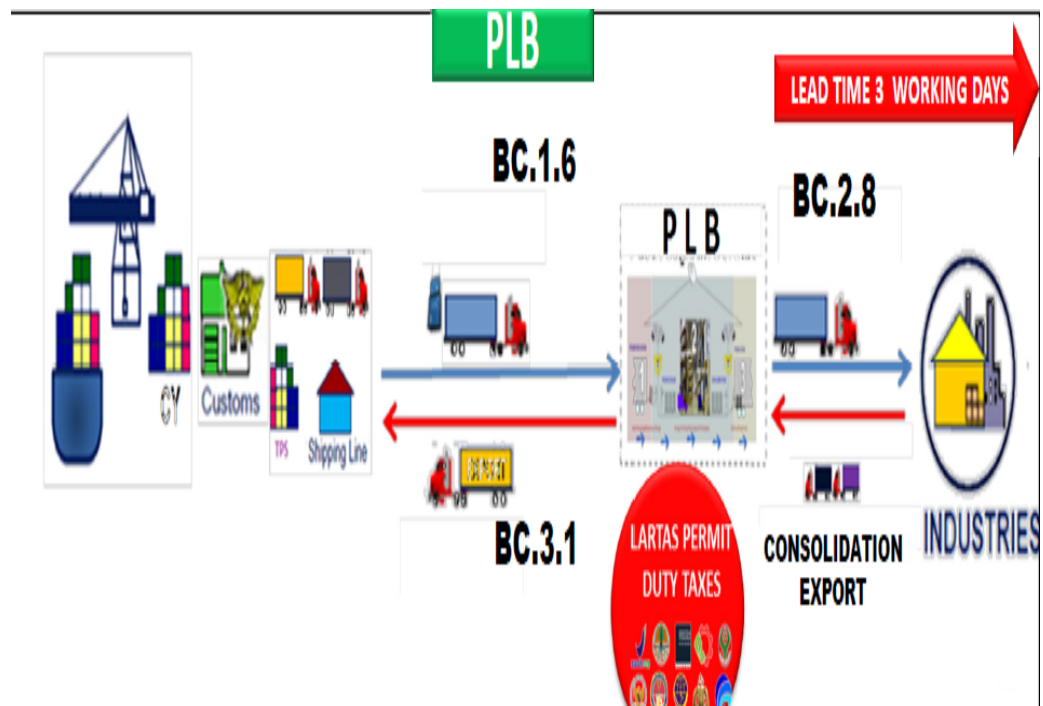 PLB
LEAD TIME 3 WORKING DAYS
BC.1.6
BC.2.8
P L B
CY
Customs
TPS
Shipping Line
BC.3.1
LARTAS PERMIT
DUTY TAXES
CONSOLIDATION
EXPORT
INDUSTRIES